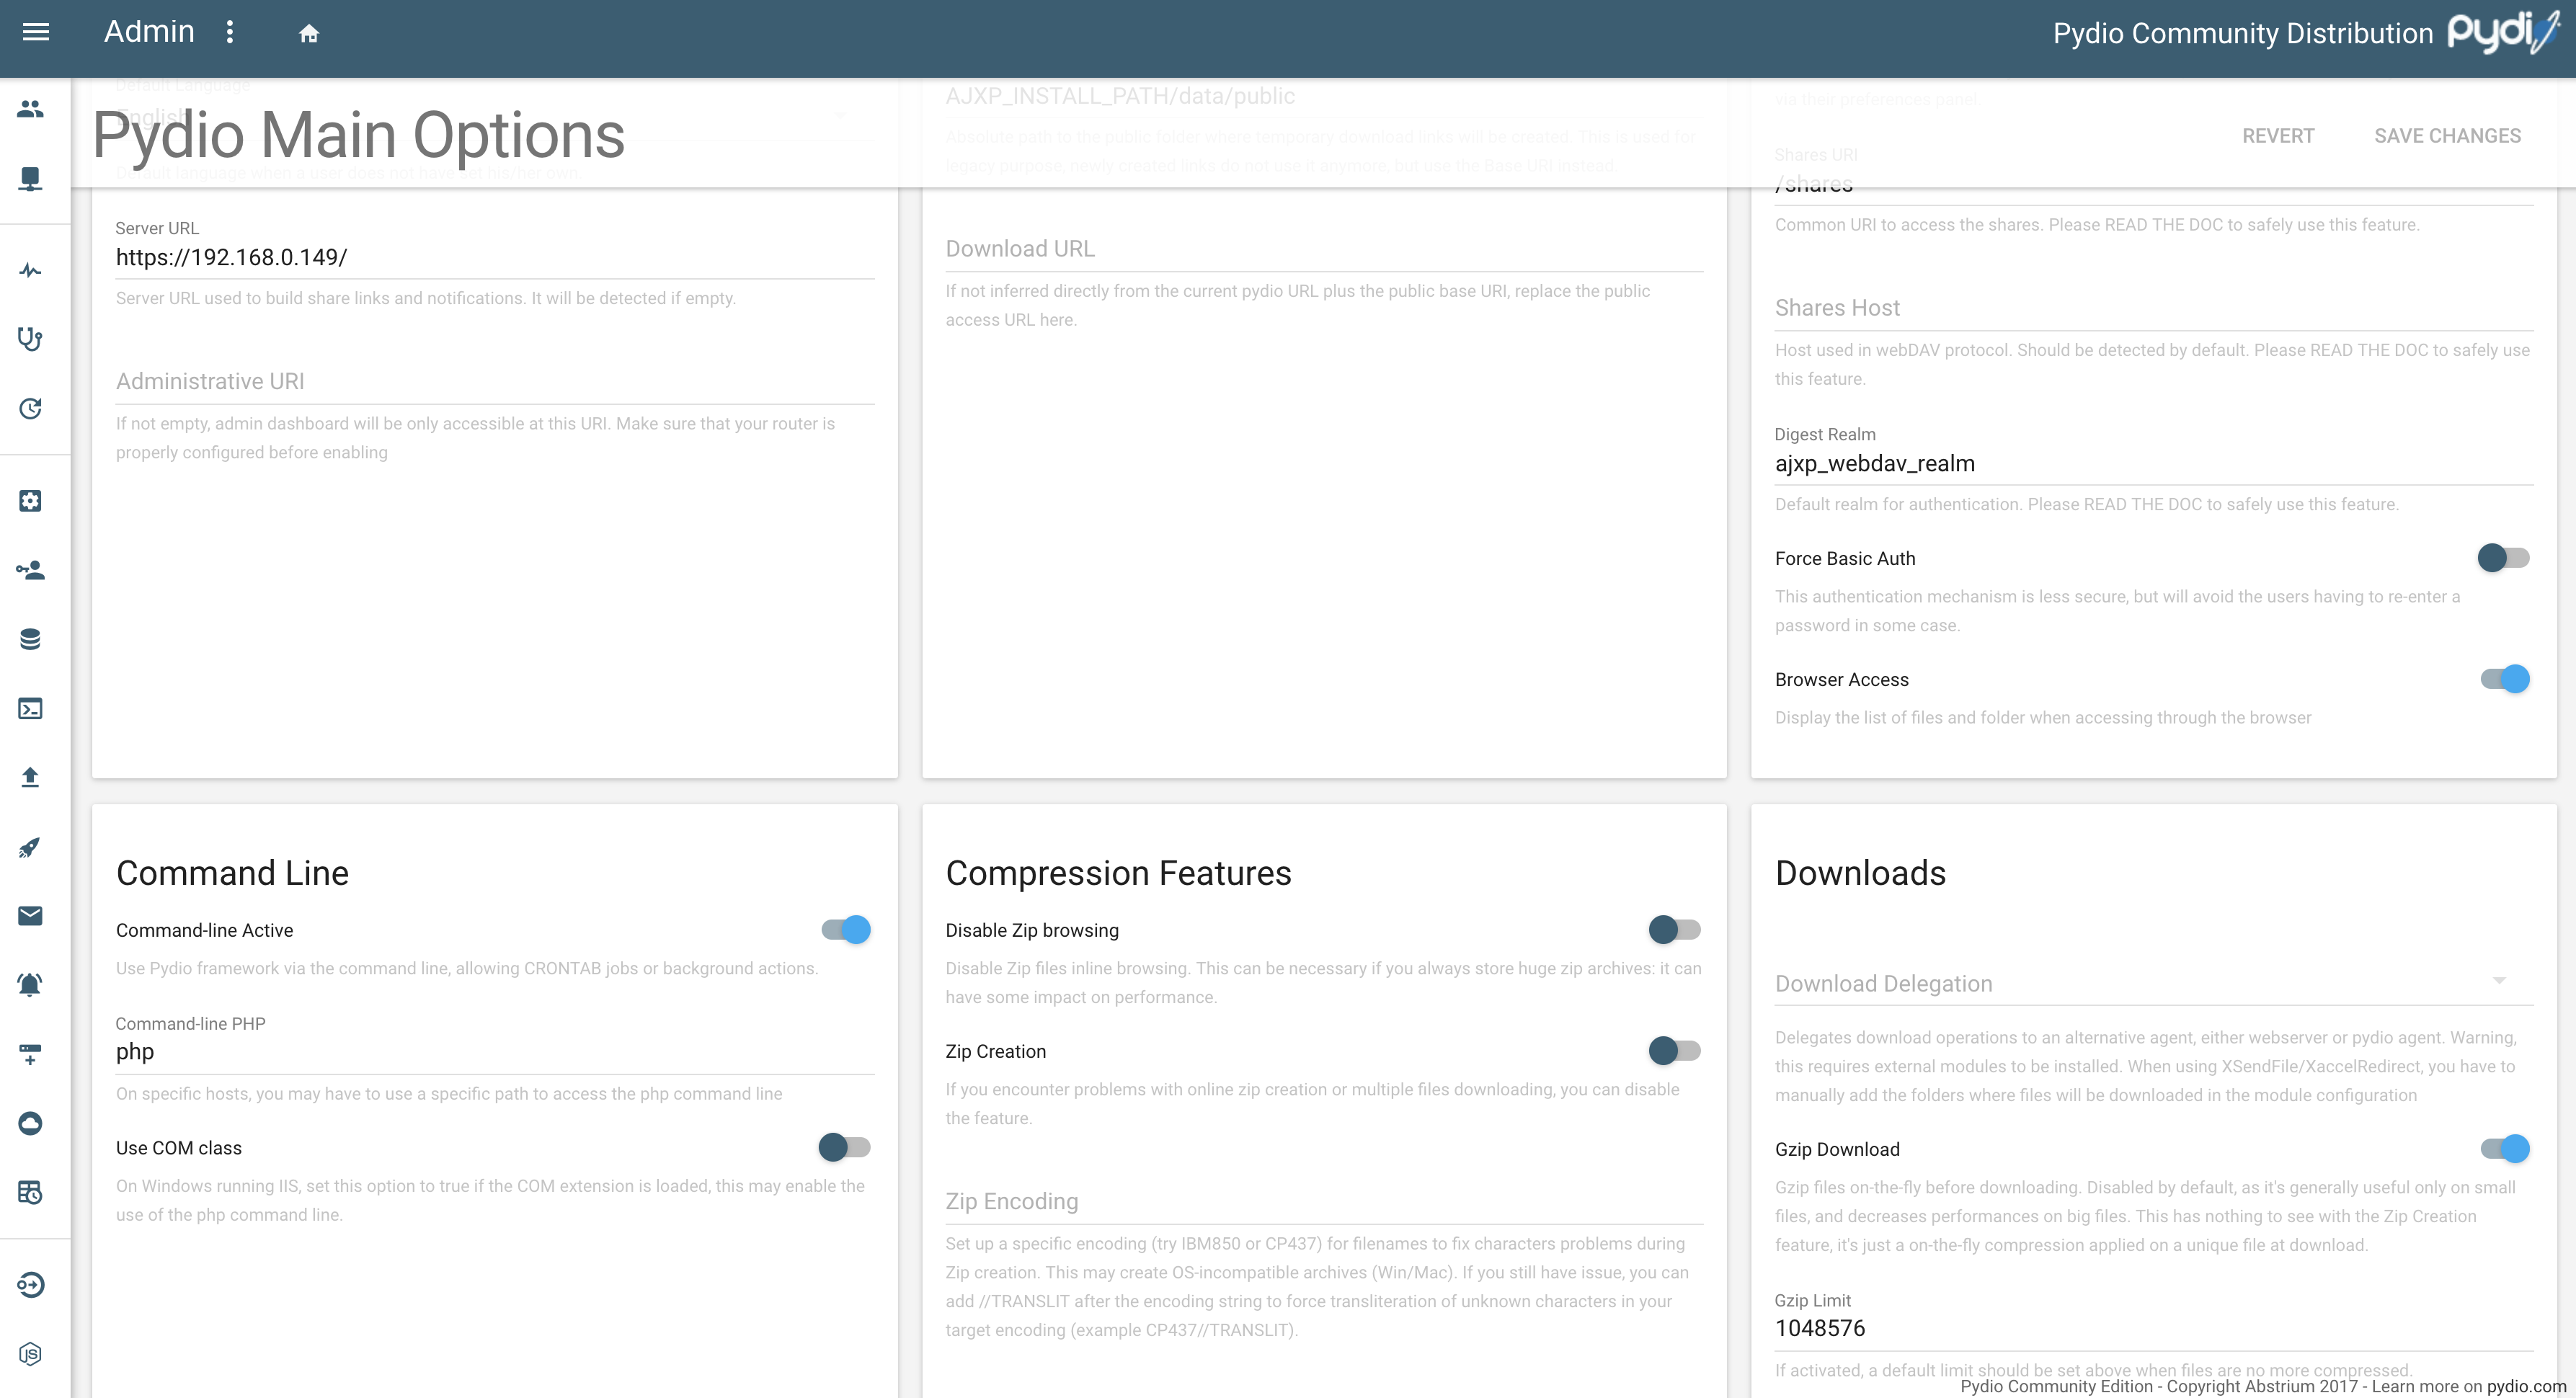 Admin
Pydio Community Distribution
pydio
Default Language
English
Pydio Main Options
Default language when a user does not have set his/her own.
REVERT
SAVE CHANGES
Server URL
https://192.168.0.149/
Server URL used to build share links and notifications. It will be detected if empty.
Administrative URI
If not empty, admin dashboard will be only accessible at this URI. Make sure that your router is
properly configured before enabling
AJXP_INSTALL_PATH/data/public
Absolute path to the public folder where temporary download links will be created. This is used for
legacy purpose, newly created links do not use it anymore, but use the Base URI instead.
Download URL
If not inferred directly from the current pydio URL plus the public base URI, replace the public
access URL here.
via their preferences panel
Shares URI
/shares
Common URI to access the shares. Please READ THE DOC to safely use this feature.
Shares Host
Host used in webDAV protocol. Should be detected by default. Please READ THE DOC to safely use
this feature.
Digest Realm
ajxp_webdav_realm
Default realm for authentication. Please READ THE DOC to safely use this feature.
Force Basic Auth
This authentication mechanism is less secure, but will avoid the users having to re-enter a
password in some case.
Browser Access
Display the list of files and folder when accessing through the browser
Command Line
Command-line Active
Use Pydio framework via the command line, allowing CRONTAB jobs or background actions.
Command-line PHP
php
On specific hosts, you may have to use a specific path to access the php command line
Use COM class
On Windows running IIS, set this option to true if the COM extension is loaded, this may enable the
use of the php command line.
Compression Features
Disable Zip browsing
Disable Zip files inline browsing. This can be necessary if you always store huge zip archives: it can
have some impact on performance.
Zip Creation
If you encounter problems with online zip creation or multiple files downloading, you can disable
the feature.
Zip Encoding
Set up a specific encoding (try IBM850 or CP437) for filenames to fix characters problems during
Zip creation. This may create OS-incompatible archives (Win/Mac). If you still have issue, you can
add //TRANSLIT after the encoding string to force transliteration of unknown characters in your
target encoding (example CP437//TRANSLIT).
Downloads
Download Delegation
Delegates download operations to an alternative agent, either webserver or pydio agent. Warning,
this requires external modules to be installed. When using XSendFile/XaccelRedirect, you have to
manually add the folders where files will be downloaded in the module configuration
Gzip Download
Gzip files on-the-fly before downloading. Disabled by default, as it's generally useful only on small
files, and decreases performances on big files. This has nothing to see with the Zip Creation
feature, it's just a on-the-fly compression applied on a unique file at download.
Gzip Limit
1048576
If activated, a default limit should be set above when files are no more compressed.
Pydio Community Edition - Copyright Abstrium 2017 - Learn more on pydio.com
JS